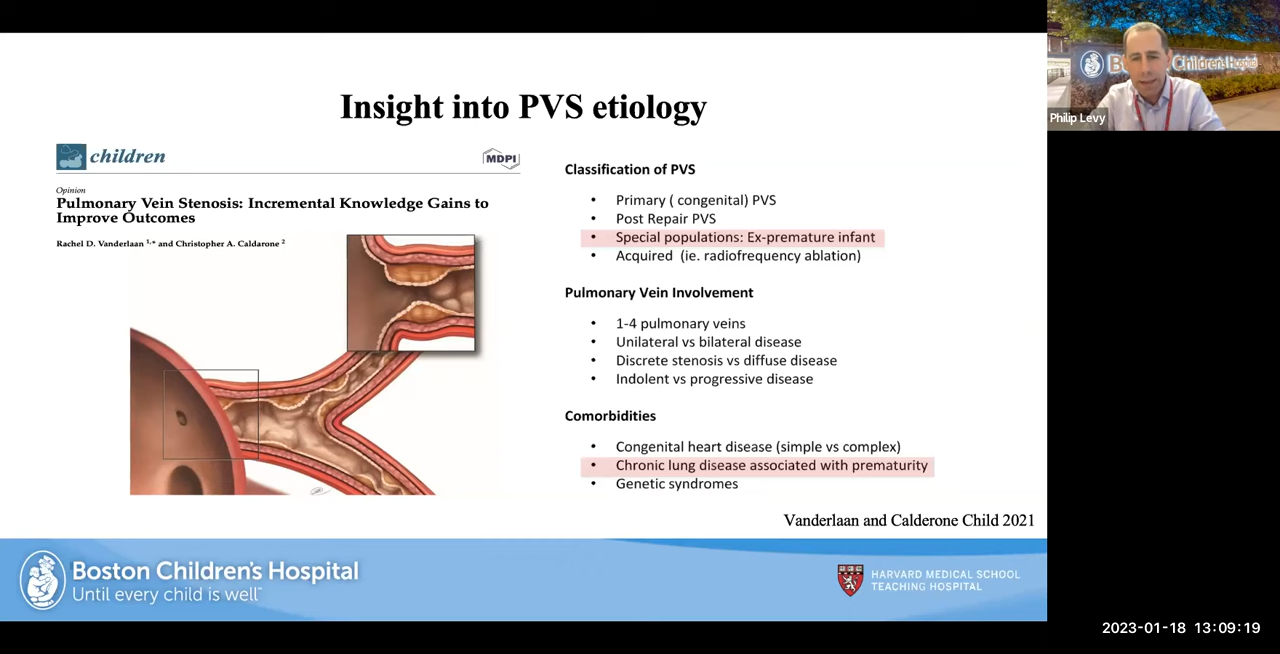 Insight into PVS etiology
children
MDPI
Opinion
Pulmonary Vein Stenosis: Incremental Knowledge Gains to
Improve Outcomes
Rachel D. Vanderlaan 1,* and Christopher A. Caldarone 2
Classification of PVS
• Primary ( congenital) PVS
• Post Repair PVS
• Special populations: Ex-premature infant
• Acquired (ie. radiofrequency ablation)
Pulmonary Vein Involvement
• 1-4 pulmonary veins
• Unilateral vs bilateral disease
• Discrete stenosis vs diffuse disease
• Indolent vs progressive disease
Comorbidities
• Congenital heart disease (simple vs complex)
• Chronic lung disease associated with prematurity
• Genetic syndromes
Vanderlaan and Calderone Child 2021
Boston Children's Hospital
Until every child is well
HARVARD MEDICAL SCHOOL
TEACHING HOSPITAL
Children's Hospital
Philip Levy
2023-01-18 13:09:19